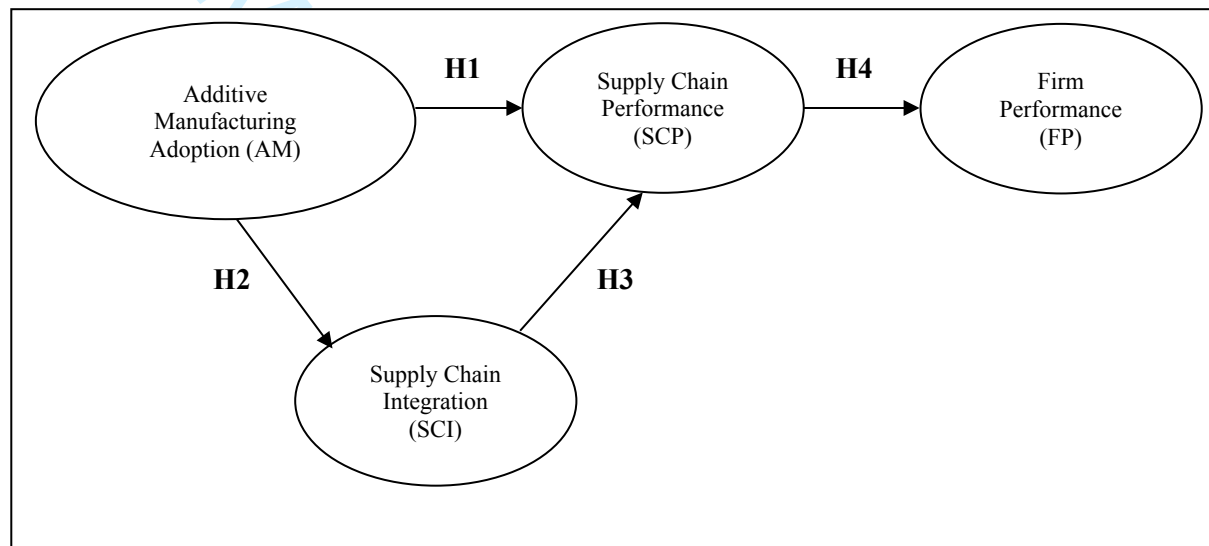 Additive
Manufacturing
Adoption (AM)
H1
Supply Chain
Performance
(SCP)
H4
Firm
Performance
(FP)
H2
H3
Supply Chain
Integration
(SCI)